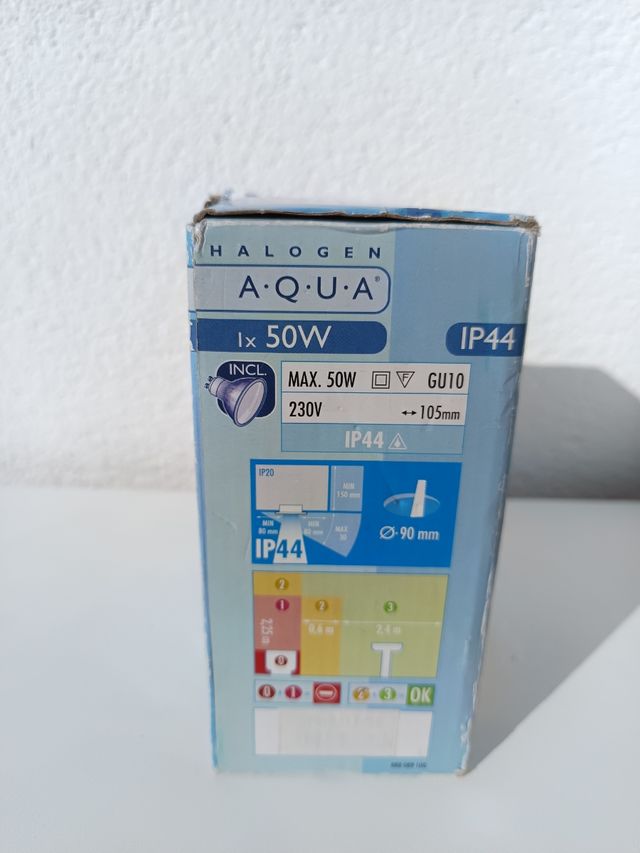 HALOGEN
A·Q·U·A®
1x 50W IP44
INCL.
MAX. 50W F GU10
230V ↔105mm
IP44
IP20
MIN
150 mm
MIN
80 mm
MIN
80 mm
MAX
30
IP44
Ø·90 mm
2
1 2 3
2,25 m
0,6 m 2,4 m
0
0 1 2 3 OK